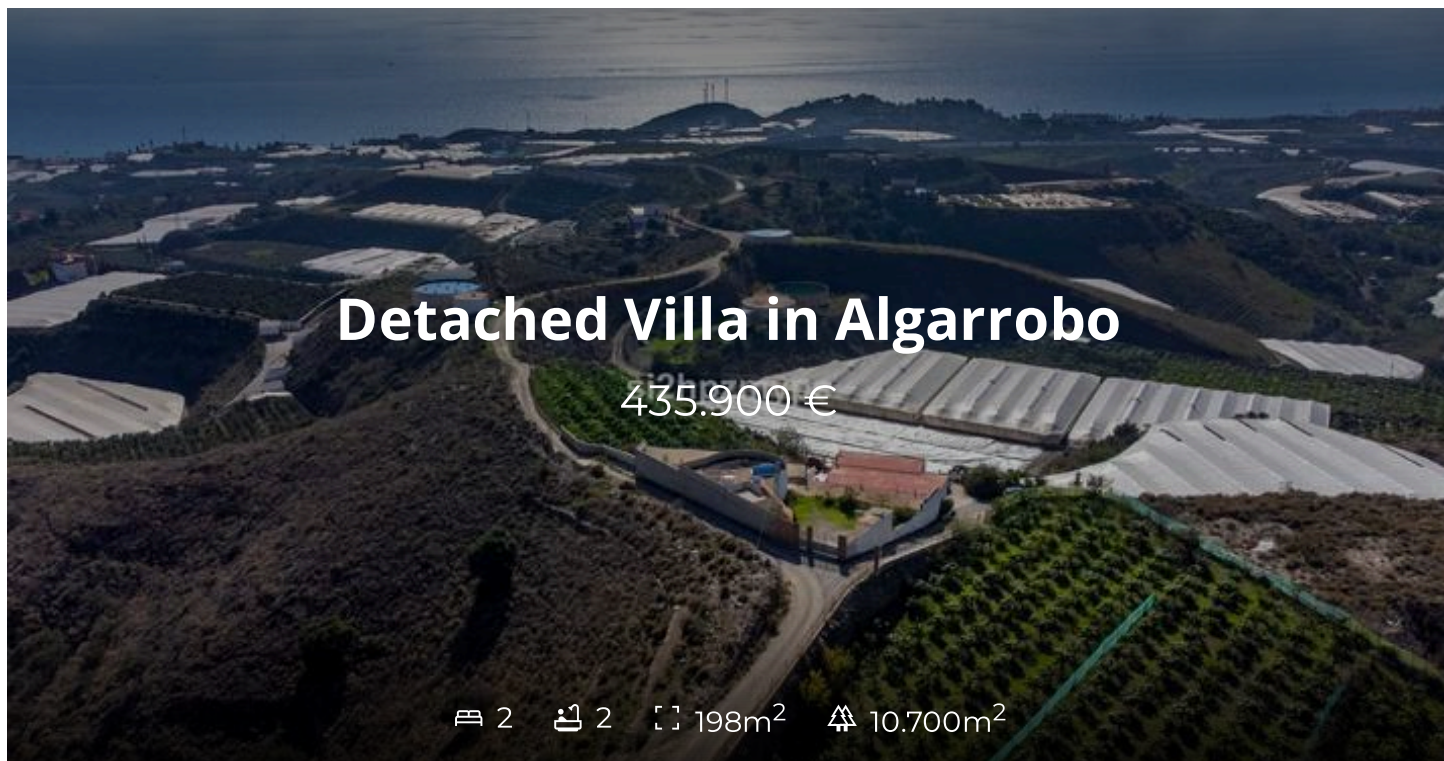 Detached Villa in Algarrobo
435.900 €
2 2 198m² 10.700m²